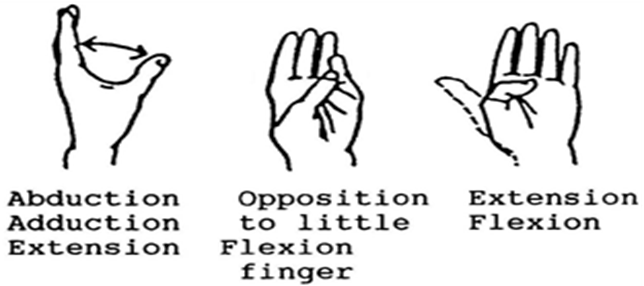 Abduction Opposition Extension
Adduction to little Flexion
Extension Flexion
finger